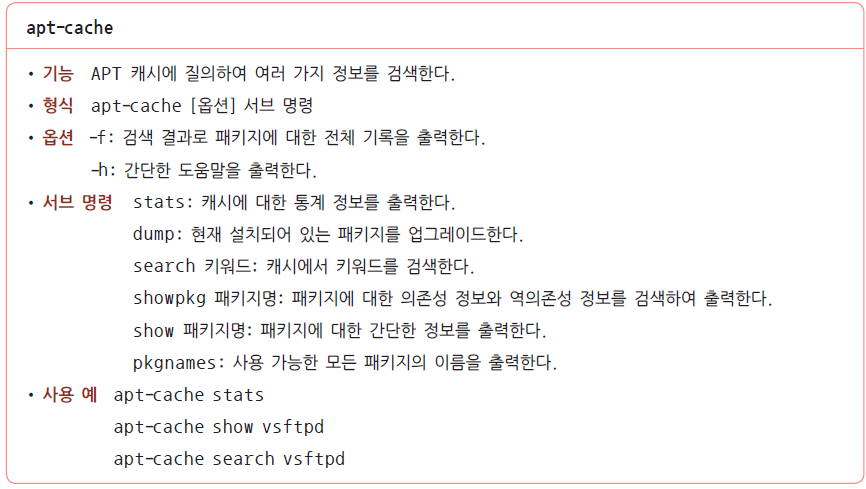 apt-cache
• 기능 APT 캐시에 질의하여 여러 가지 정보를 검색한다.
• 형식 apt-cache [옵션] 서브 명령
• 옵션 -f: 검색 결과로 패키지에 대한 전체 기록을 출력한다.
-h: 간단한 도움말을 출력한다.
• 서브 명령 stats: 캐시에 대한 통계 정보를 출력한다.
dump: 현재 설치되어 있는 패키지를 업그레이드한다.
search 키워드: 캐시에서 키워드를 검색한다.
showpkg 패키지명: 패키지에 대한 의존성 정보와 역의존성 정보를 검색하여 출력한다.
show 패키지명: 패키지에 대한 간단한 정보를 출력한다.
pkgnames: 사용 가능한 모든 패키지의 이름을 출력한다.
• 사용 예 apt-cache stats
apt-cache show vsftpd
apt-cache search vsftpd